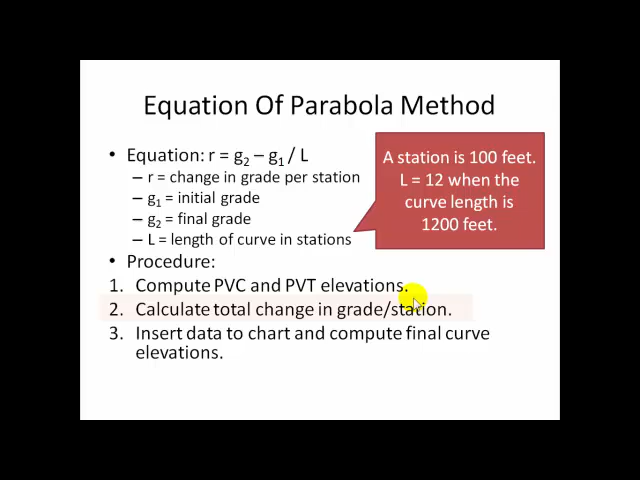 Equation Of Parabola Method
• Equation: r = g₂ – g₁ / L
– r = change in grade per station
– g₁ = initial grade
– g₂ = final grade
– L = length of curve in stations
• Procedure:
1. Compute PVC and PVT elevations.
2. Calculate total change in grade/station.
3. Insert data to chart and compute final curve
elevations.
A station is 100 feet.
L = 12 when the
curve length is
1200 feet.